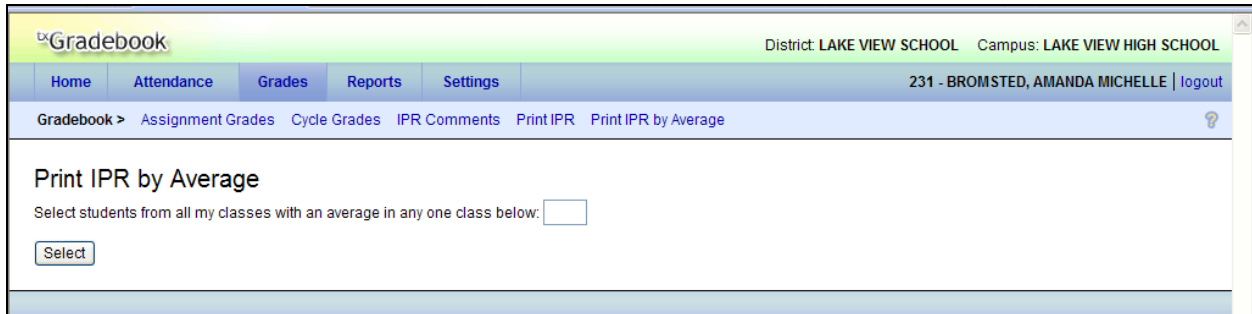 txGradebook
District: LAKE VIEW SCHOOL Campus: LAKE VIEW HIGH SCHOOL
Home Attendance Grades Reports Settings 231 - BROMSTED, AMANDA MICHELLE | logout
Gradebook > Assignment Grades Cycle Grades IPR Comments Print IPR Print IPR by Average ?
Print IPR by Average
Select students from all my classes with an average in any one class below:
Select